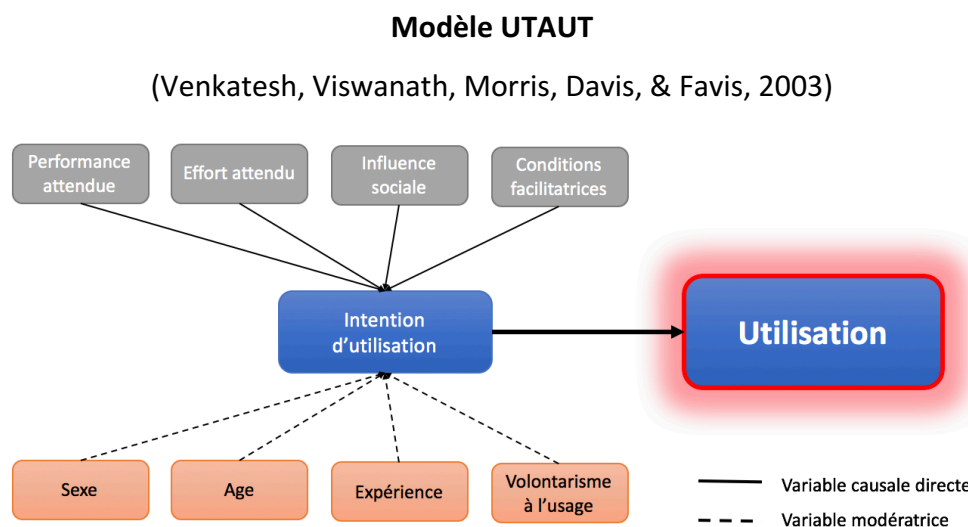 Modèle UTAUT
(Venkatesh, Viswanath, Morris, Davis, & Favis, 2003)
Performance
attendue
Effort attendu
Influence
sociale
Conditions
facilitatrices
Intention
d'utilisation
Utilisation
Sexe
Age
Expérience
Volontarisme
à l'usage
Variable causale directe
Variable modératrice